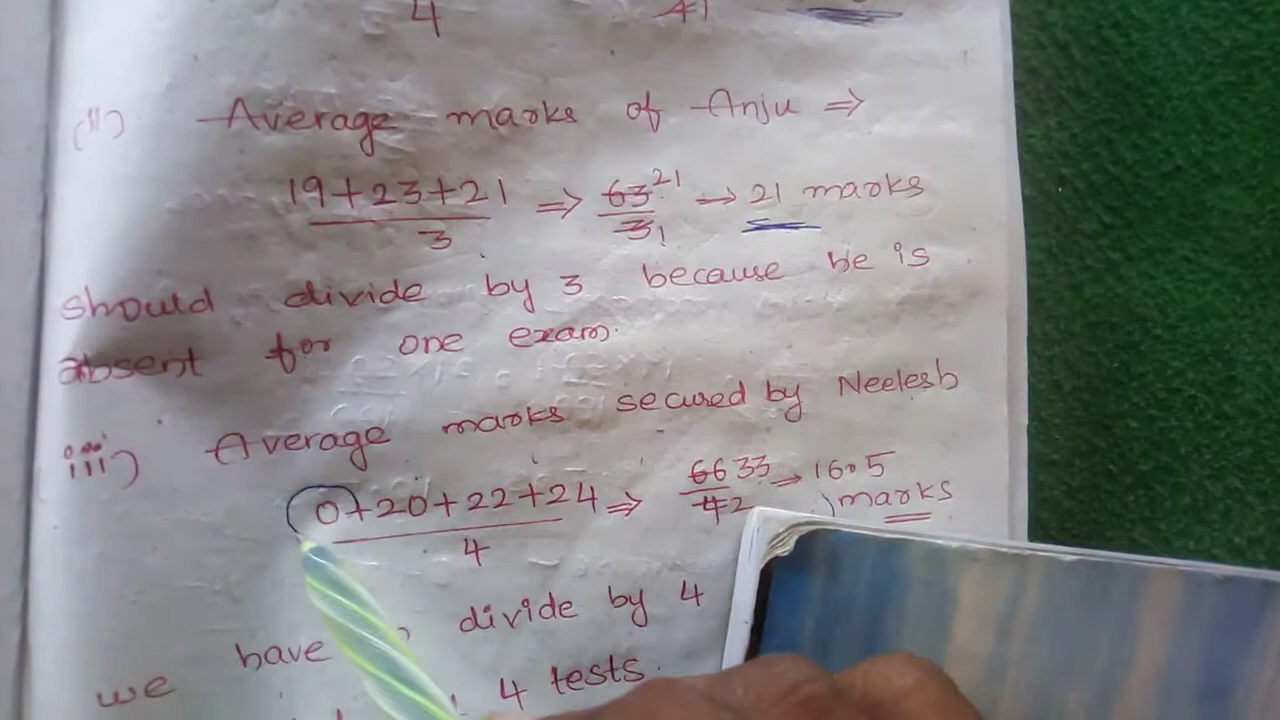 4 41
(ii) Average marks of Anju ⇒
19+23+21 ⇒ 63 21 → 21 marks
3 3 1
should divide by 3 because he is
absent for one exam.
iii) Average marks secured by Neelesh
0+20+22+24 ⇒ 66 33 → 16.5
4 4 2 marks
divide by 4
we have
4 tests.